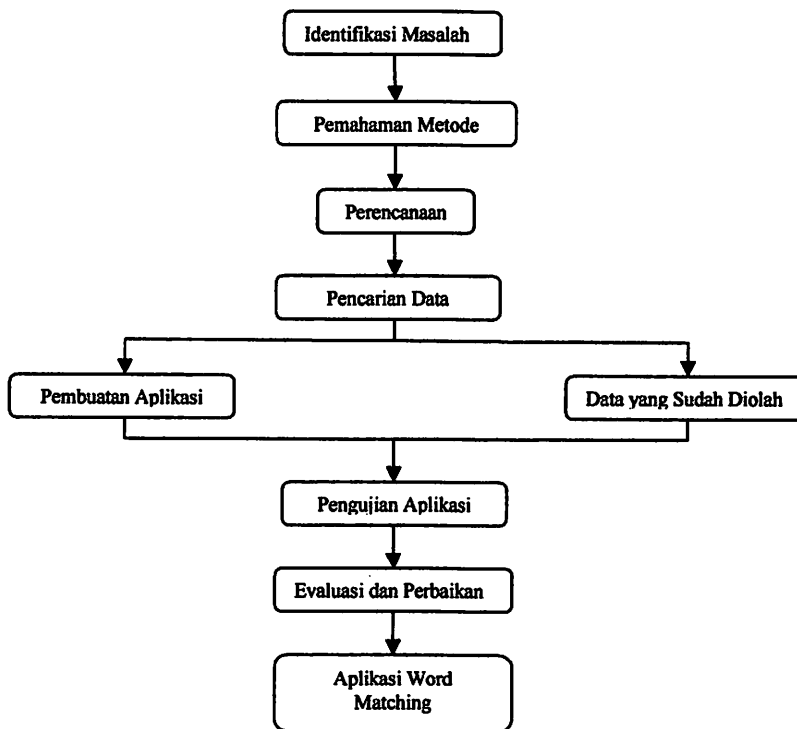 Identifikasi Masalah
Pemahaman Metode
Perencanaan
Pencarian Data
Pembuatan Aplikasi
Data yang Sudah Diolah
Pengujian Aplikasi
Evaluasi dan Perbaikan
Aplikasi Word
Matching